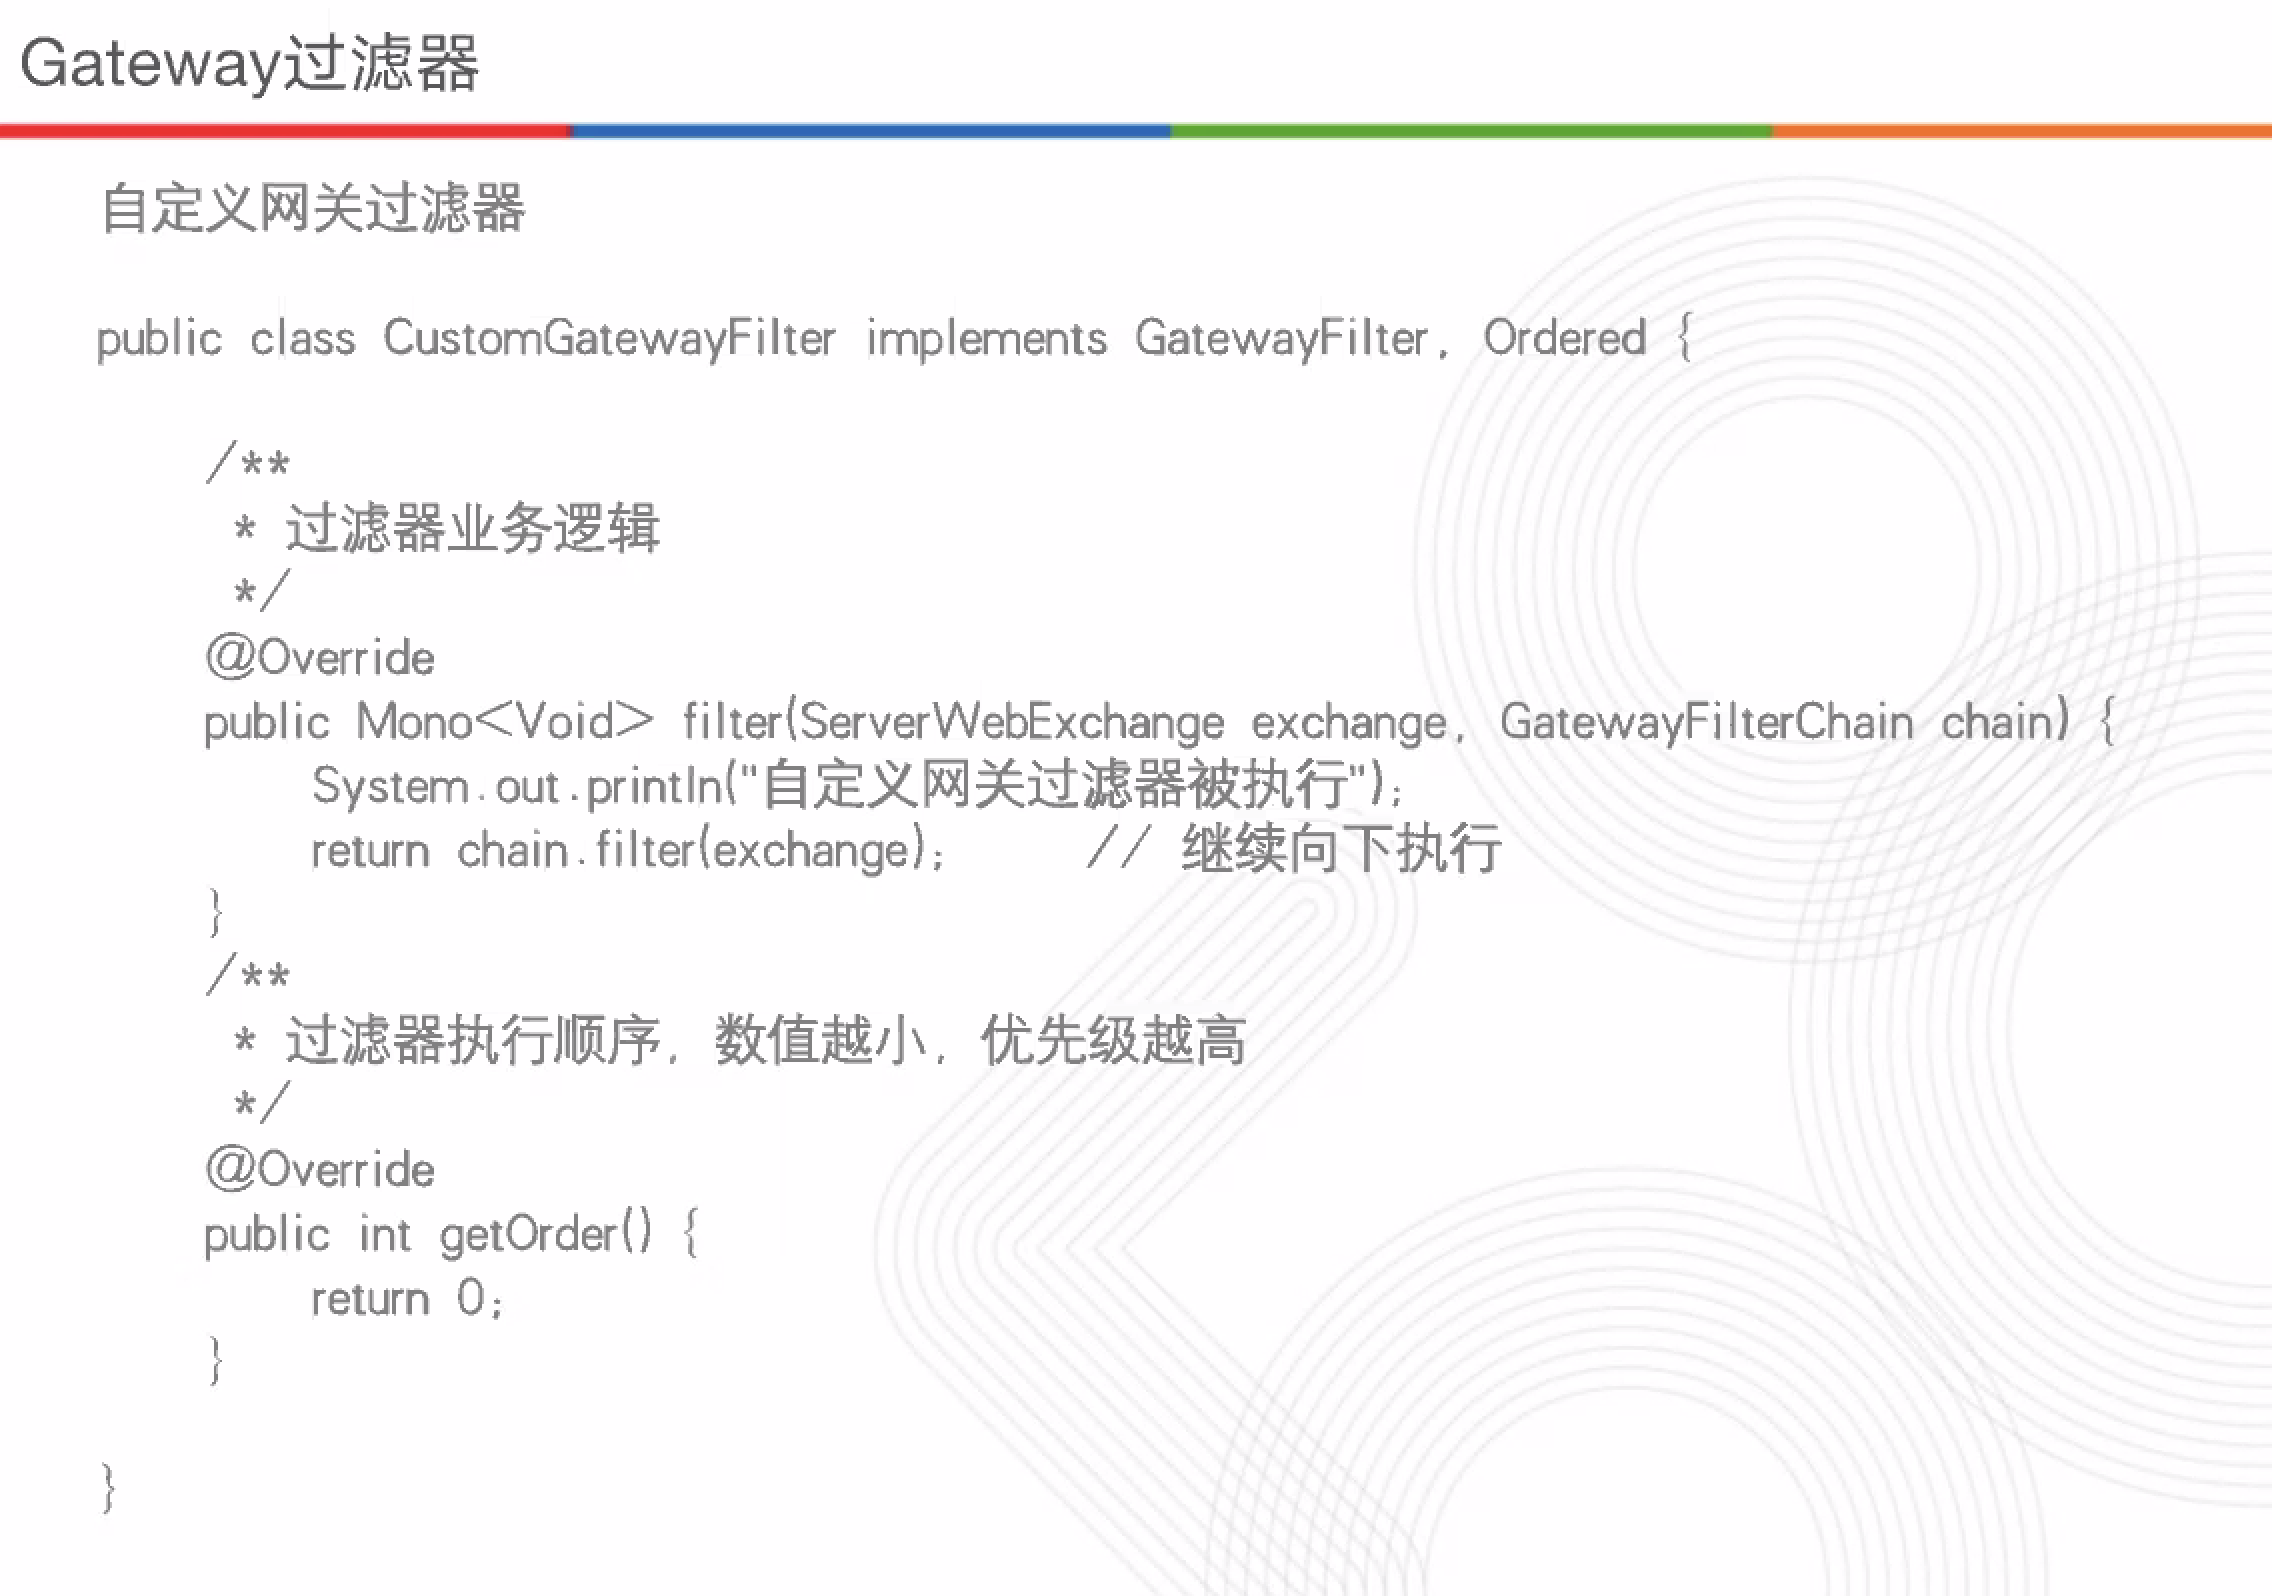 Gateway过滤器
自定义网关过滤器
public class CustomGatewayFilter implements GatewayFilter, Ordered {
/**
* 过滤器业务逻辑
*/
@Override
public Mono<Void> filter(ServerWebExchange exchange, GatewayFilterChain chain) {
System.out.println("自定义网关过滤器被执行");
return chain.filter(exchange); // 继续向下执行
}
/**
* 过滤器执行顺序, 数值越小, 优先级越高
*/
@Override
public int getOrder() {
return 0;
}
}